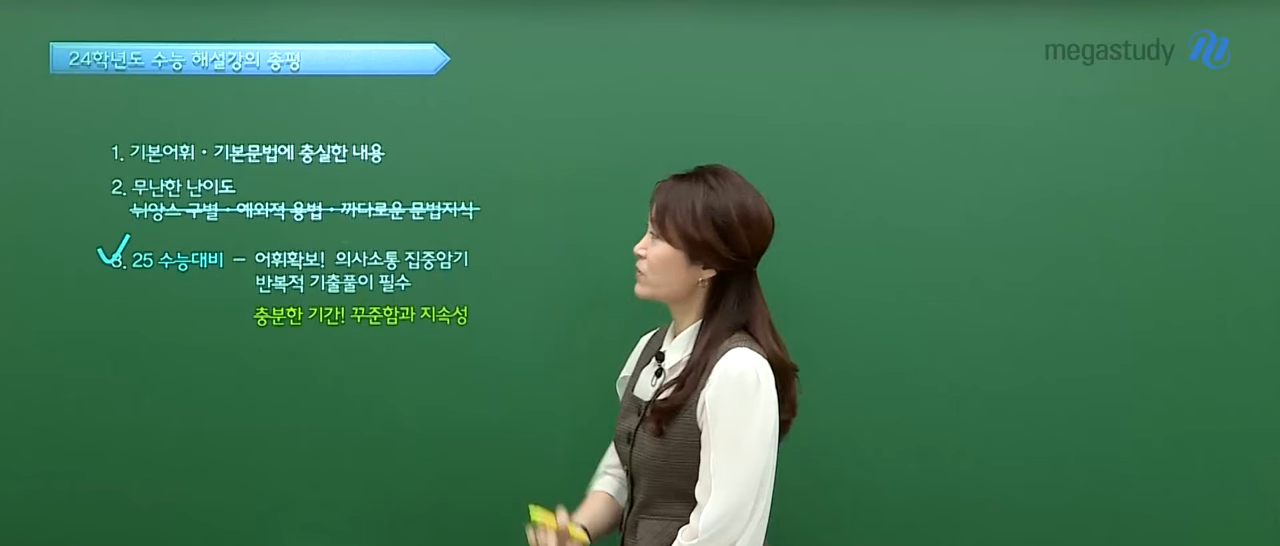 24학년도 수능 해설강의 총평
megastudy
1. 기본어휘 · 기본문법에 충실한 내용
2. 무난한 난이도
뉘앙스 구별 · 예외적 용법 · 까다로운 문법지식
3. 25 수능대비 - 어휘확보! 의사소통 집중암기
반복적 기출풀이 필수
충분한 기간! 꾸준함과 지속성